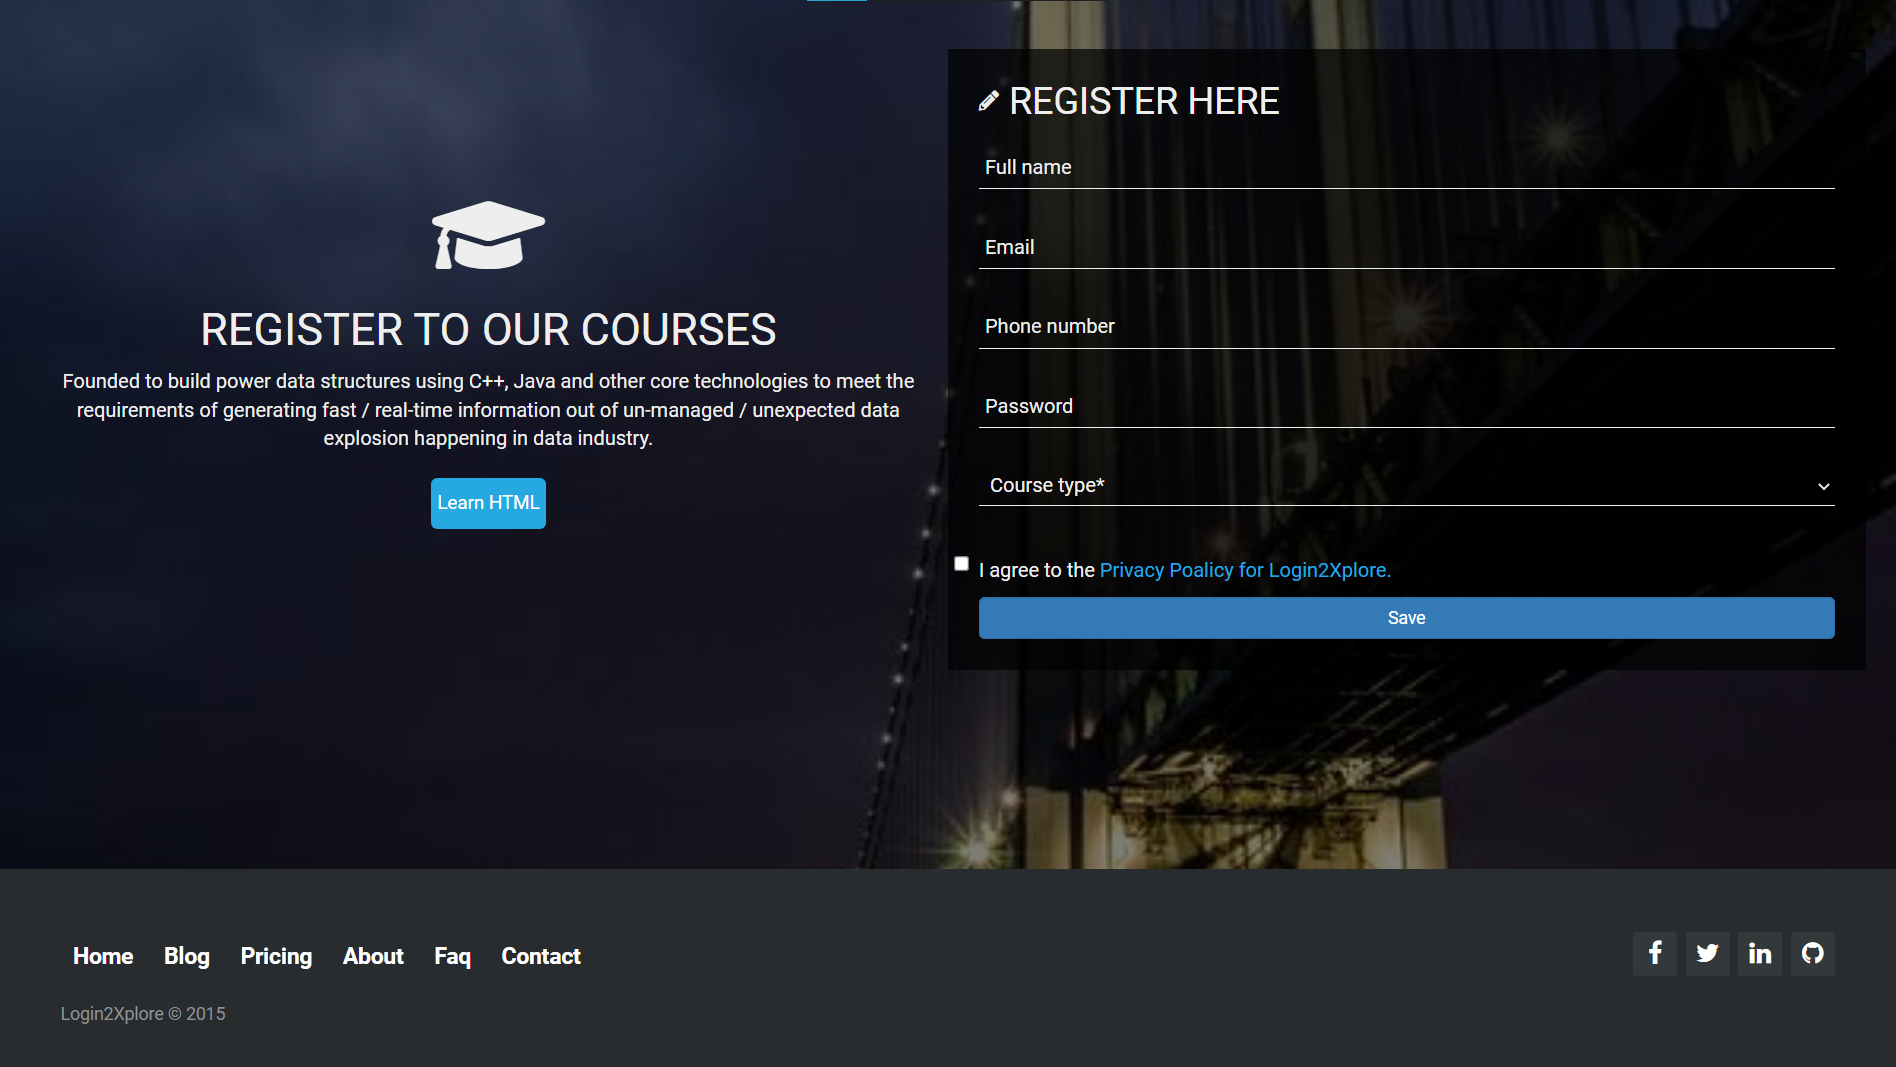 REGISTER TO OUR COURSES
Founded to build power data structures using C++, Java and other core technologies to meet the
requirements of generating fast / real-time information out of un-managed / unexpected data
explosion happening in data industry.
Learn HTML
REGISTER HERE
Full name
Email
Phone number
Password
Course type*
I agree to the Privacy Poalicy for Login2Xplore.
Save
Home Blog Pricing About Faq Contact
Login2Xplore © 2015